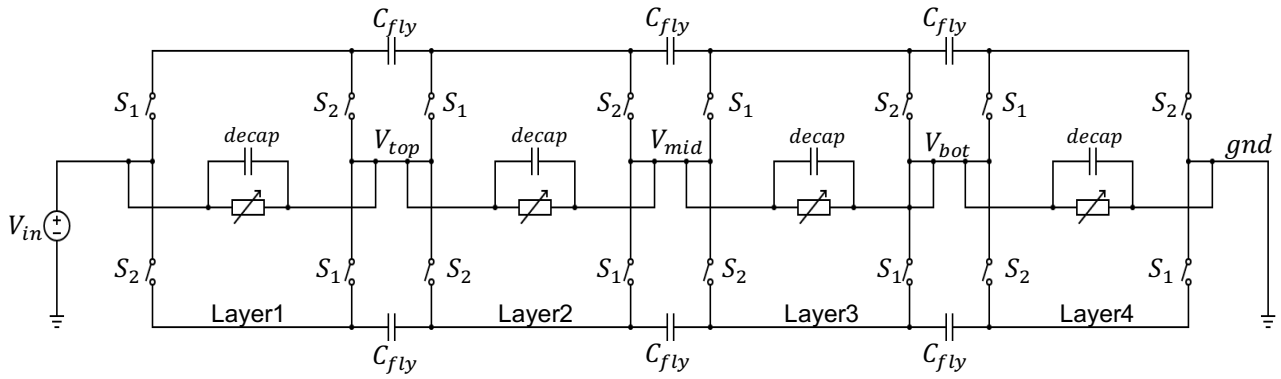 C_fly C_fly C_fly
S_1 S_2 S_1 S_2 S_1 S_2 S_1 S_2
decap V_top decap V_mid decap V_bot decap gnd
V_in + −
S_2 S_1 S_2 S_1 S_2 S_1 S_2 S_1
Layer1 Layer2 Layer3 Layer4
C_fly C_fly C_fly